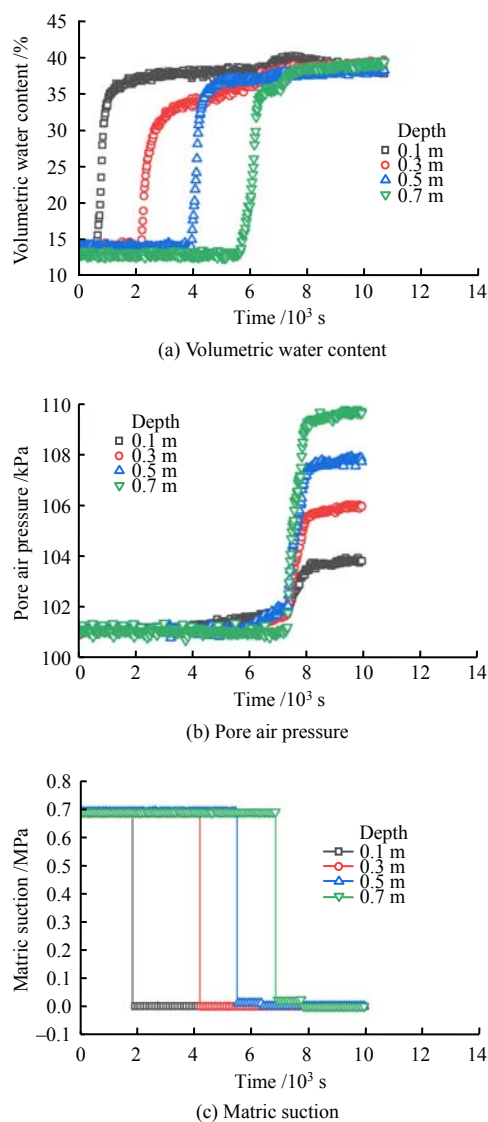 45
40
35
30
25
20
15
10
Volumetric water content /%
Depth
0.1 m
0.3 m
0.5 m
0.7 m
0 2 4 6 8 10 12 14
Time /10³ s
(a) Volumetric water content
110
108
106
104
102
100
Pore air pressure /kPa
Depth
0.1 m
0.3 m
0.5 m
0.7 m
0 2 4 6 8 10 12 14
Time /10³ s
(b) Pore air pressure
0.8
0.7
0.6
0.5
0.4
0.3
0.2
0.1
0.0
–0.1
Matric suction /MPa
Depth
0.1 m
0.3 m
0.5 m
0.7 m
0 2 4 6 8 10 12 14
Time /10³ s
(c) Matric suction